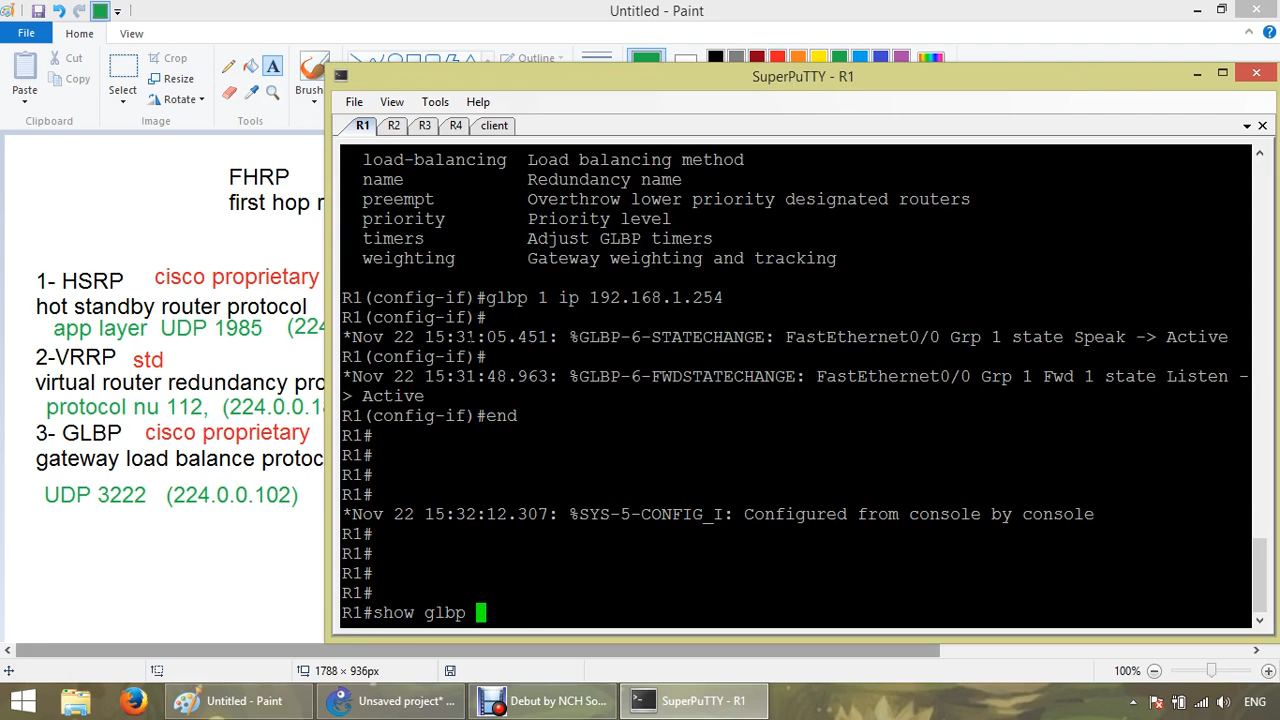 Untitled - Paint
File Home View
Paste
Cut
Copy
Clipboard
Select
Crop
Resize
Rotate
Image
Tools
Brush
Outline
FHRP
first hop r
1- HSRP cisco proprietary
hot standby router protocol
app layer UDP 1985 (224
2-VRRP std
virtual router redundancy pro
protocol nu 112, (224.0.0.18
3- GLBP cisco proprietary
gateway load balance protoc
UDP 3222 (224.0.0.102)
SuperPuTTY - R1
File View Tools Help
R1 R2 R3 R4 client
load-balancing Load balancing method
name Redundancy name
preempt Overthrow lower priority designated routers
priority Priority level
timers Adjust GLBP timers
weighting Gateway weighting and tracking
R1(config-if)#glbp 1 ip 192.168.1.254
R1(config-if)#
*Nov 22 15:31:05.451: %GLBP-6-STATECHANGE: FastEthernet0/0 Grp 1 state Speak -> Active
R1(config-if)#
*Nov 22 15:31:48.963: %GLBP-6-FWDSTATECHANGE: FastEthernet0/0 Grp 1 Fwd 1 state Listen -
> Active
R1(config-if)#end
R1#
R1#
R1#
R1#
*Nov 22 15:32:12.307: %SYS-5-CONFIG_I: Configured from console by console
R1#
R1#
R1#
R1#
R1#show glbp
1788 × 936px
100%
Untitled - Paint
Unsaved project* ...
Debut by NCH So...
SuperPuTTY - R1
ENG